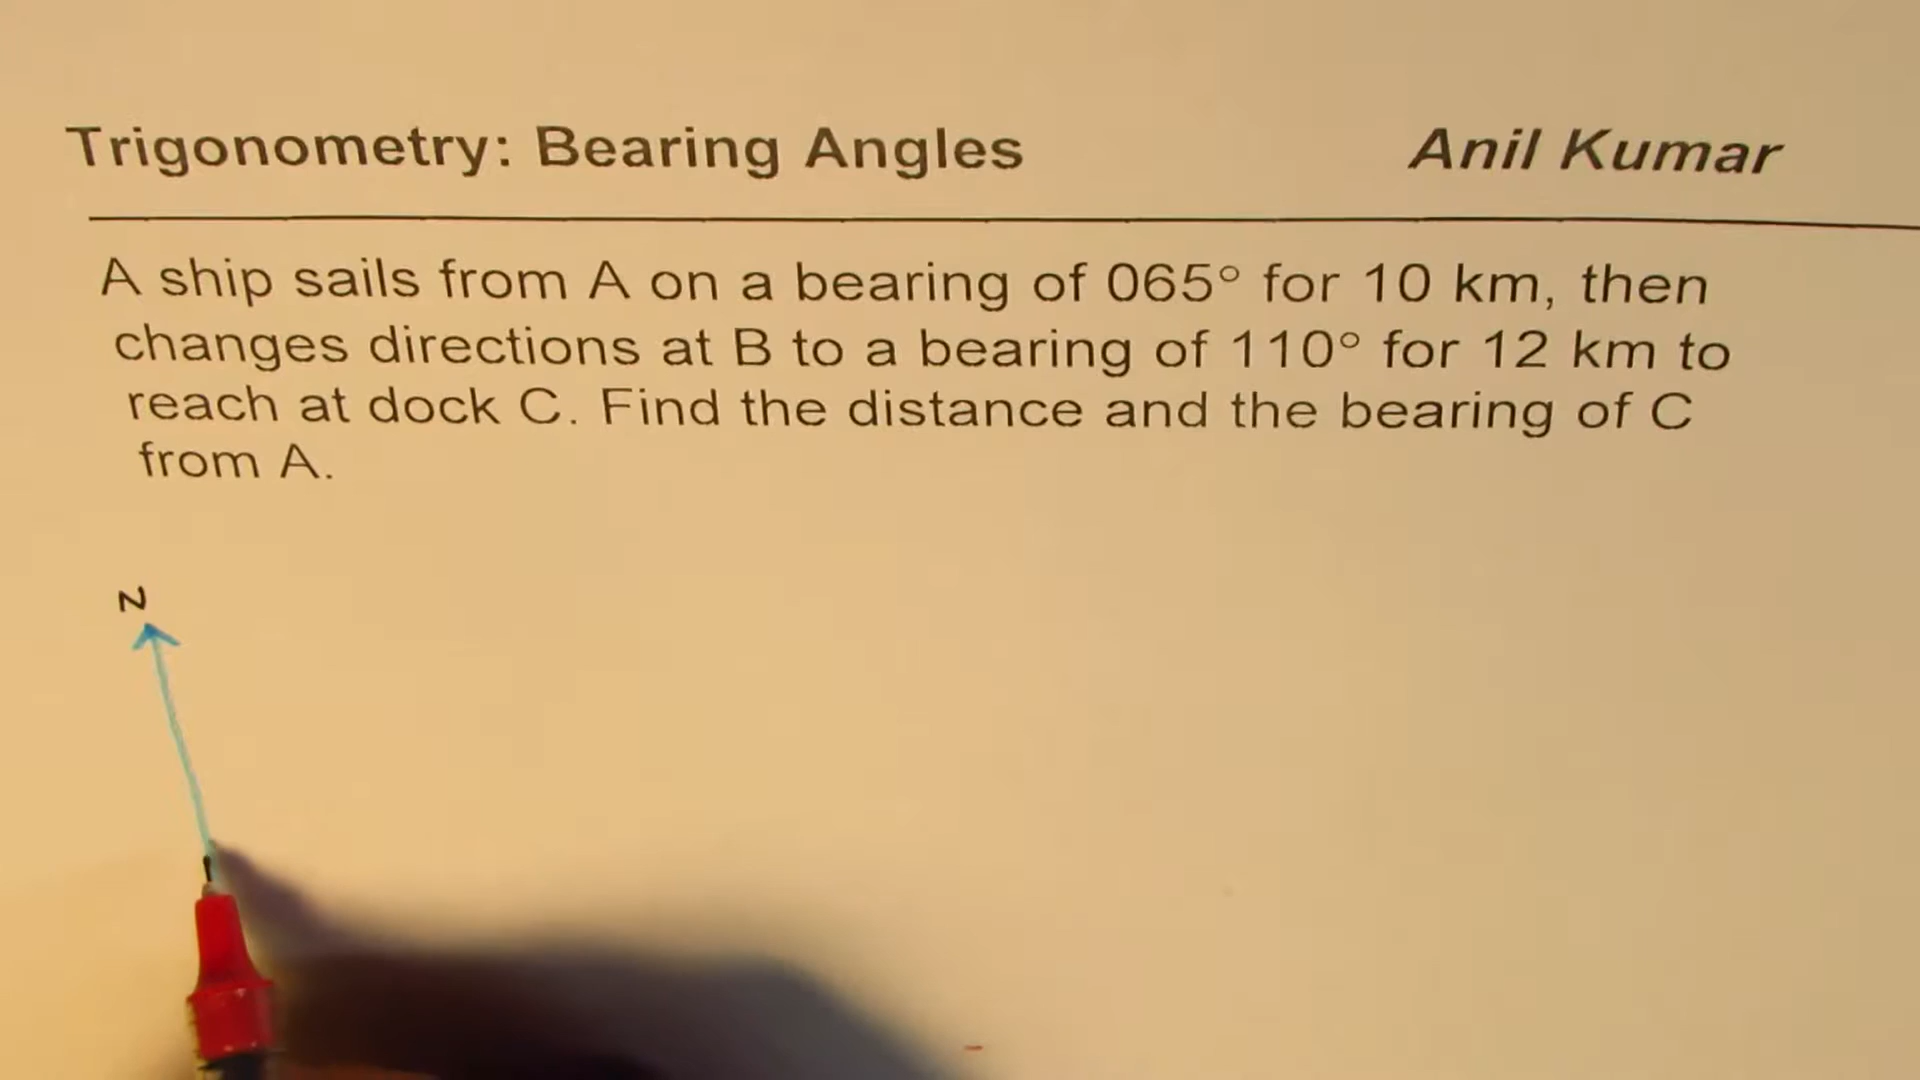 Trigonometry: Bearing Angles Anil Kumar
A ship sails from A on a bearing of 065° for 10 km, then
changes directions at B to a bearing of 110° for 12 km to
reach at dock C. Find the distance and the bearing of C
from A.
N